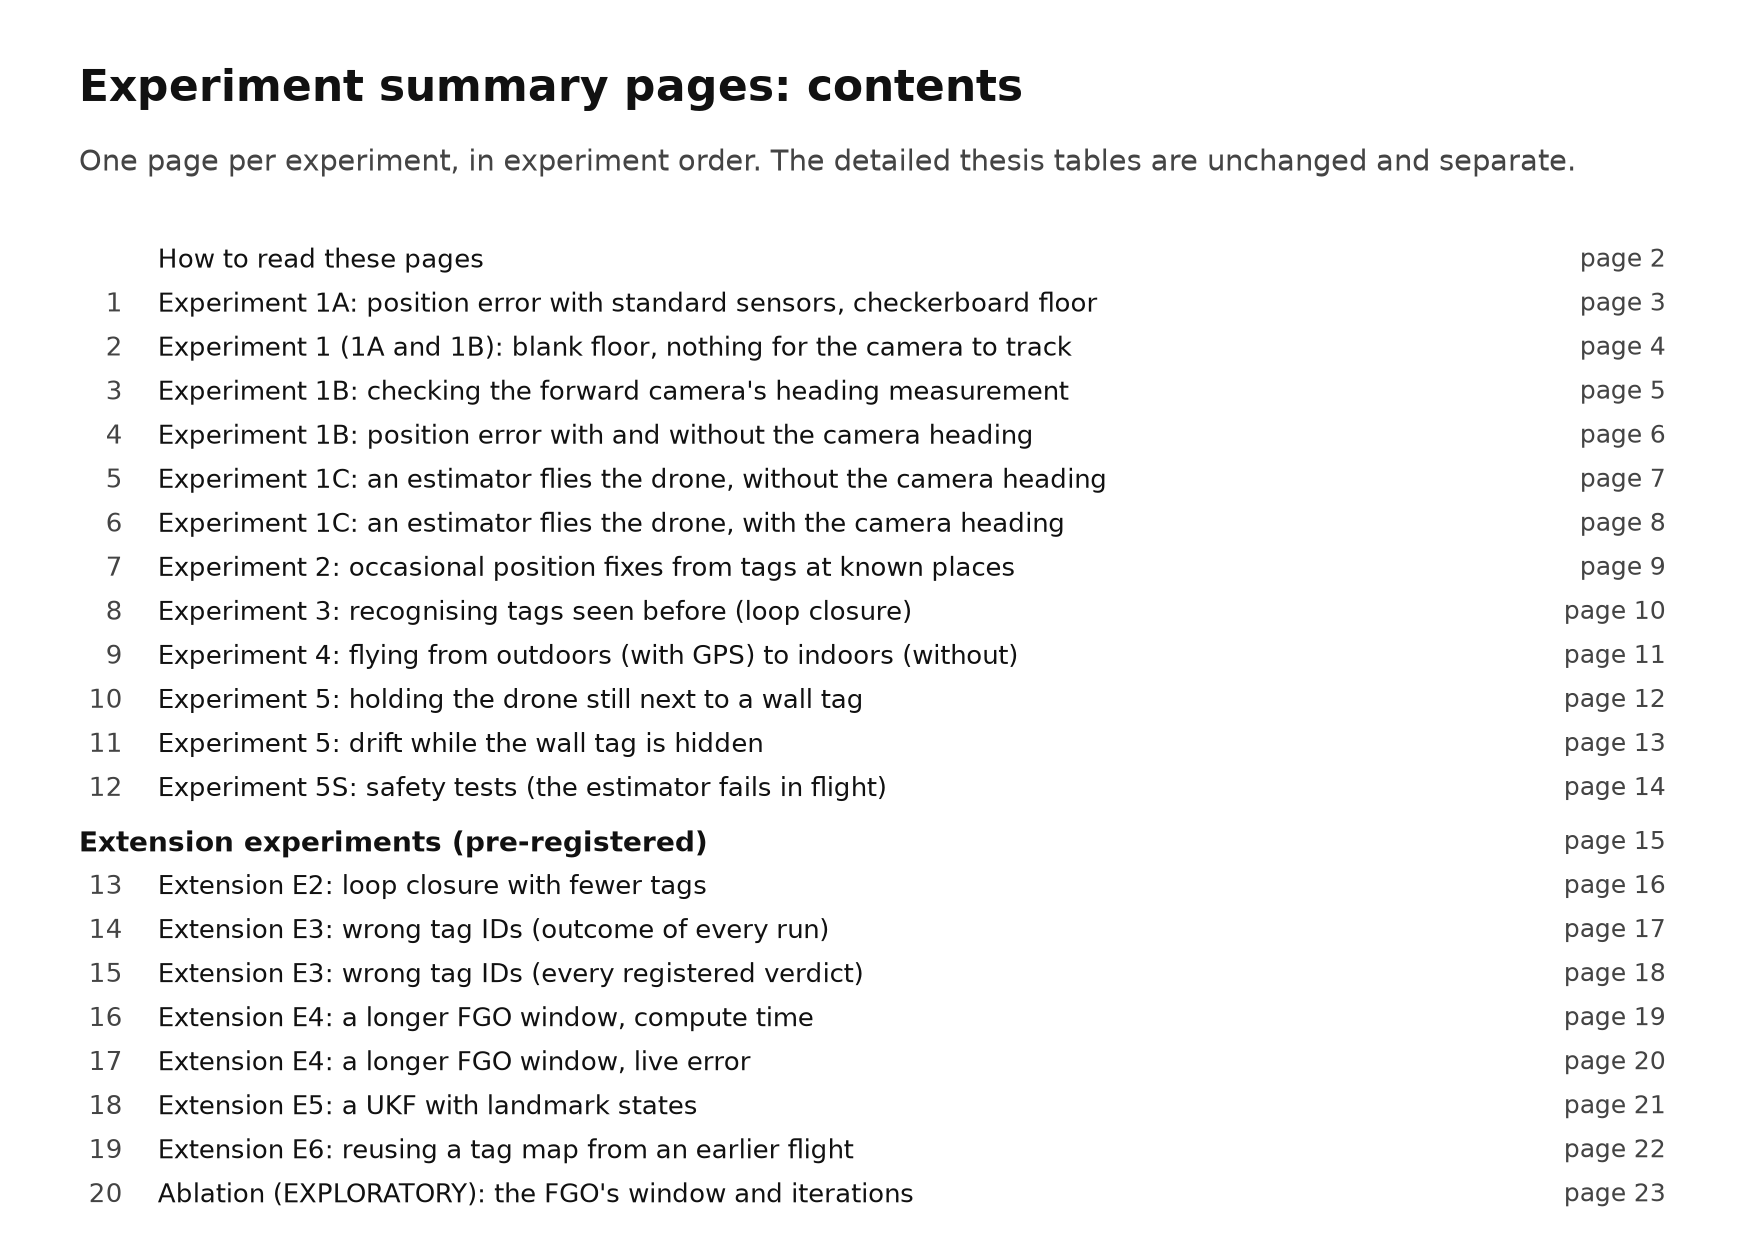 Experiment summary pages: contents
One page per experiment, in experiment order. The detailed thesis tables are unchanged and separate.
How to read these pages page 2
1 Experiment 1A: position error with standard sensors, checkerboard floor page 3
2 Experiment 1 (1A and 1B): blank floor, nothing for the camera to track page 4
3 Experiment 1B: checking the forward camera's heading measurement page 5
4 Experiment 1B: position error with and without the camera heading page 6
5 Experiment 1C: an estimator flies the drone, without the camera heading page 7
6 Experiment 1C: an estimator flies the drone, with the camera heading page 8
7 Experiment 2: occasional position fixes from tags at known places page 9
8 Experiment 3: recognising tags seen before (loop closure) page 10
9 Experiment 4: flying from outdoors (with GPS) to indoors (without) page 11
10 Experiment 5: holding the drone still next to a wall tag page 12
11 Experiment 5: drift while the wall tag is hidden page 13
12 Experiment 5S: safety tests (the estimator fails in flight) page 14
Extension experiments (pre-registered) page 15
13 Extension E2: loop closure with fewer tags page 16
14 Extension E3: wrong tag IDs (outcome of every run) page 17
15 Extension E3: wrong tag IDs (every registered verdict) page 18
16 Extension E4: a longer FGO window, compute time page 19
17 Extension E4: a longer FGO window, live error page 20
18 Extension E5: a UKF with landmark states page 21
19 Extension E6: reusing a tag map from an earlier flight page 22
20 Ablation (EXPLORATORY): the FGO's window and iterations page 23